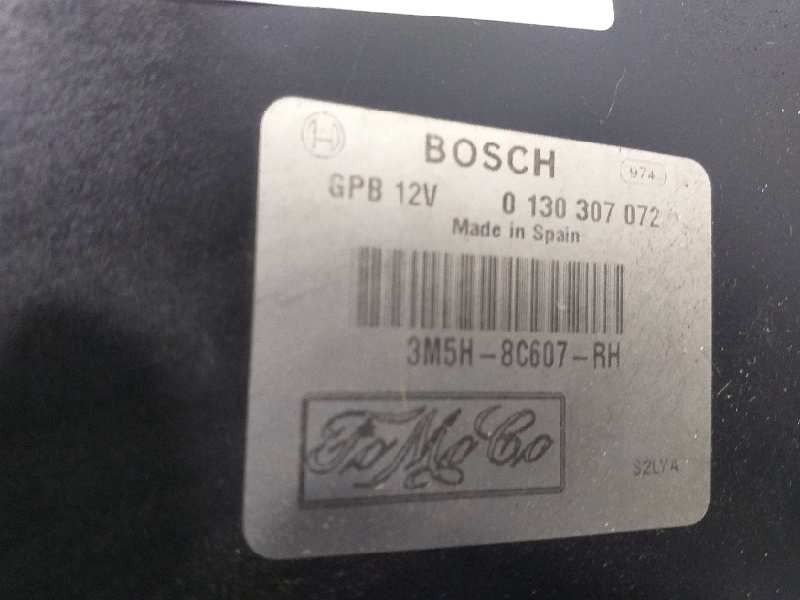 BOSCH
974
GPB 12V 0 130 307 072
Made in Spain
3M5H-8C607-RH
FoMoCo
S2LYA